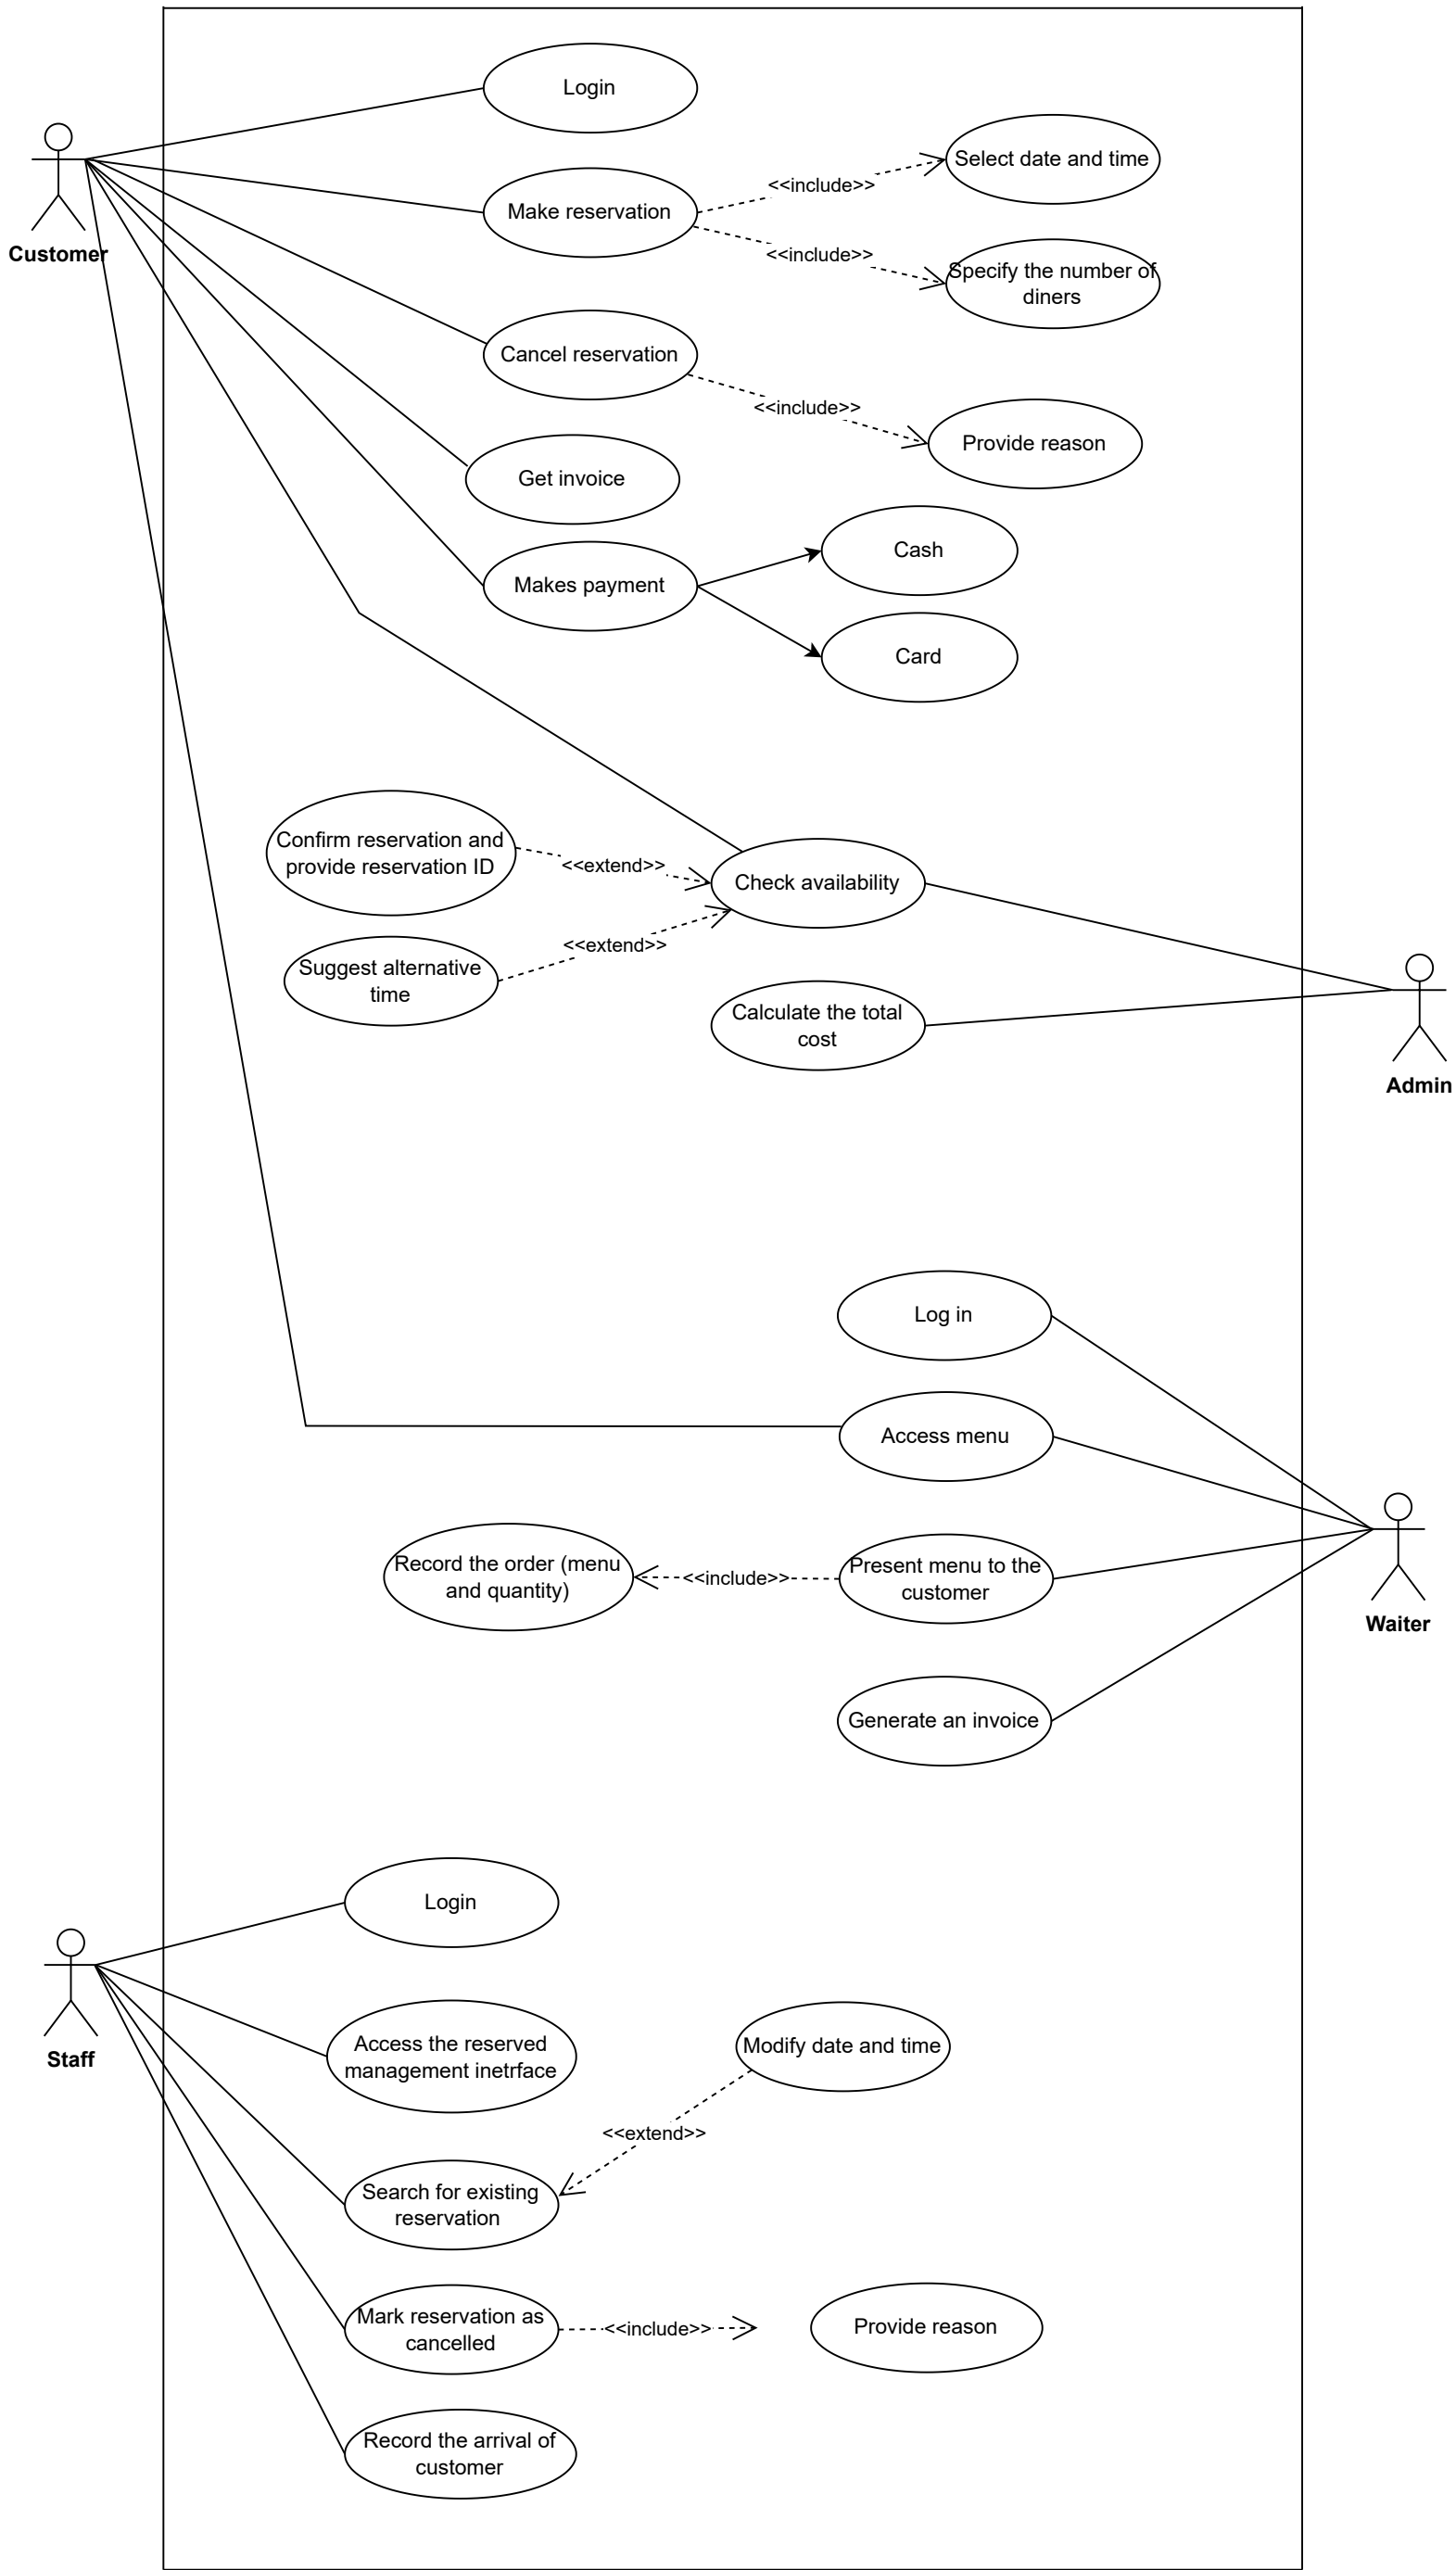 Login
Customer
Make reservation
<<include>>
Select date and time
<<include>>
Specify the number of
diners
Cancel reservation
<<include>>
Provide reason
Get invoice
Makes payment
Cash
Card
Confirm reservation and
provide reservation ID
<<extend>>
Check availability
Suggest alternative
time
<<extend>>
Calculate the total
cost
Admin
Log in
Access menu
Record the order (menu
and quantity)
<<include>>
Present menu to the
customer
Waiter
Generate an invoice
Login
Staff
Access the reserved
management inetrface
Modify date and time
<<extend>>
Search for existing
reservation
Mark reservation as
cancelled
<<include>>
Provide reason
Record the arrival of
customer